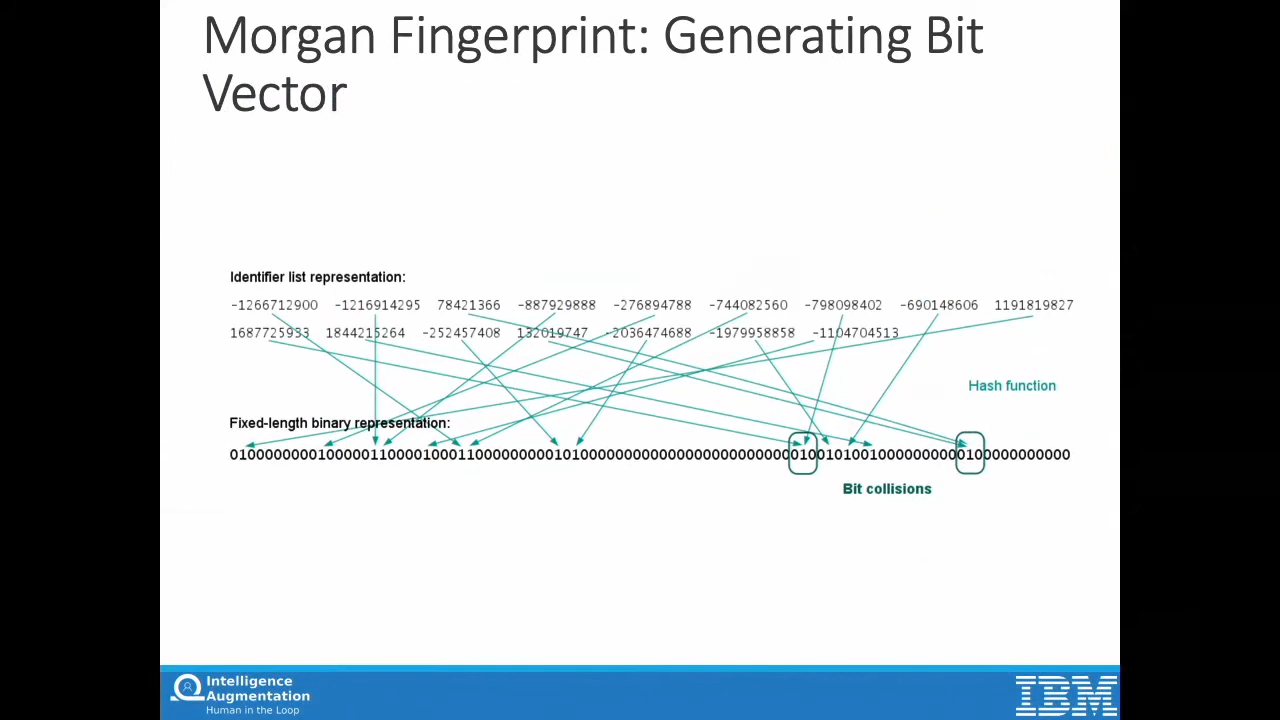 Morgan Fingerprint: Generating Bit
Vector
Identifier list representation:
-1266712900 -1216914295 78421366 -887929888 -276894788 -744082560 -798098402 -690148606 1191819827
1687725933 1844215264 -252457408 132019747 -2036474688 -1979958858 -1104704513
Hash function
Fixed-length binary representation:
Bit collisions
Intelligence
Augmentation
Human in the Loop
IBM